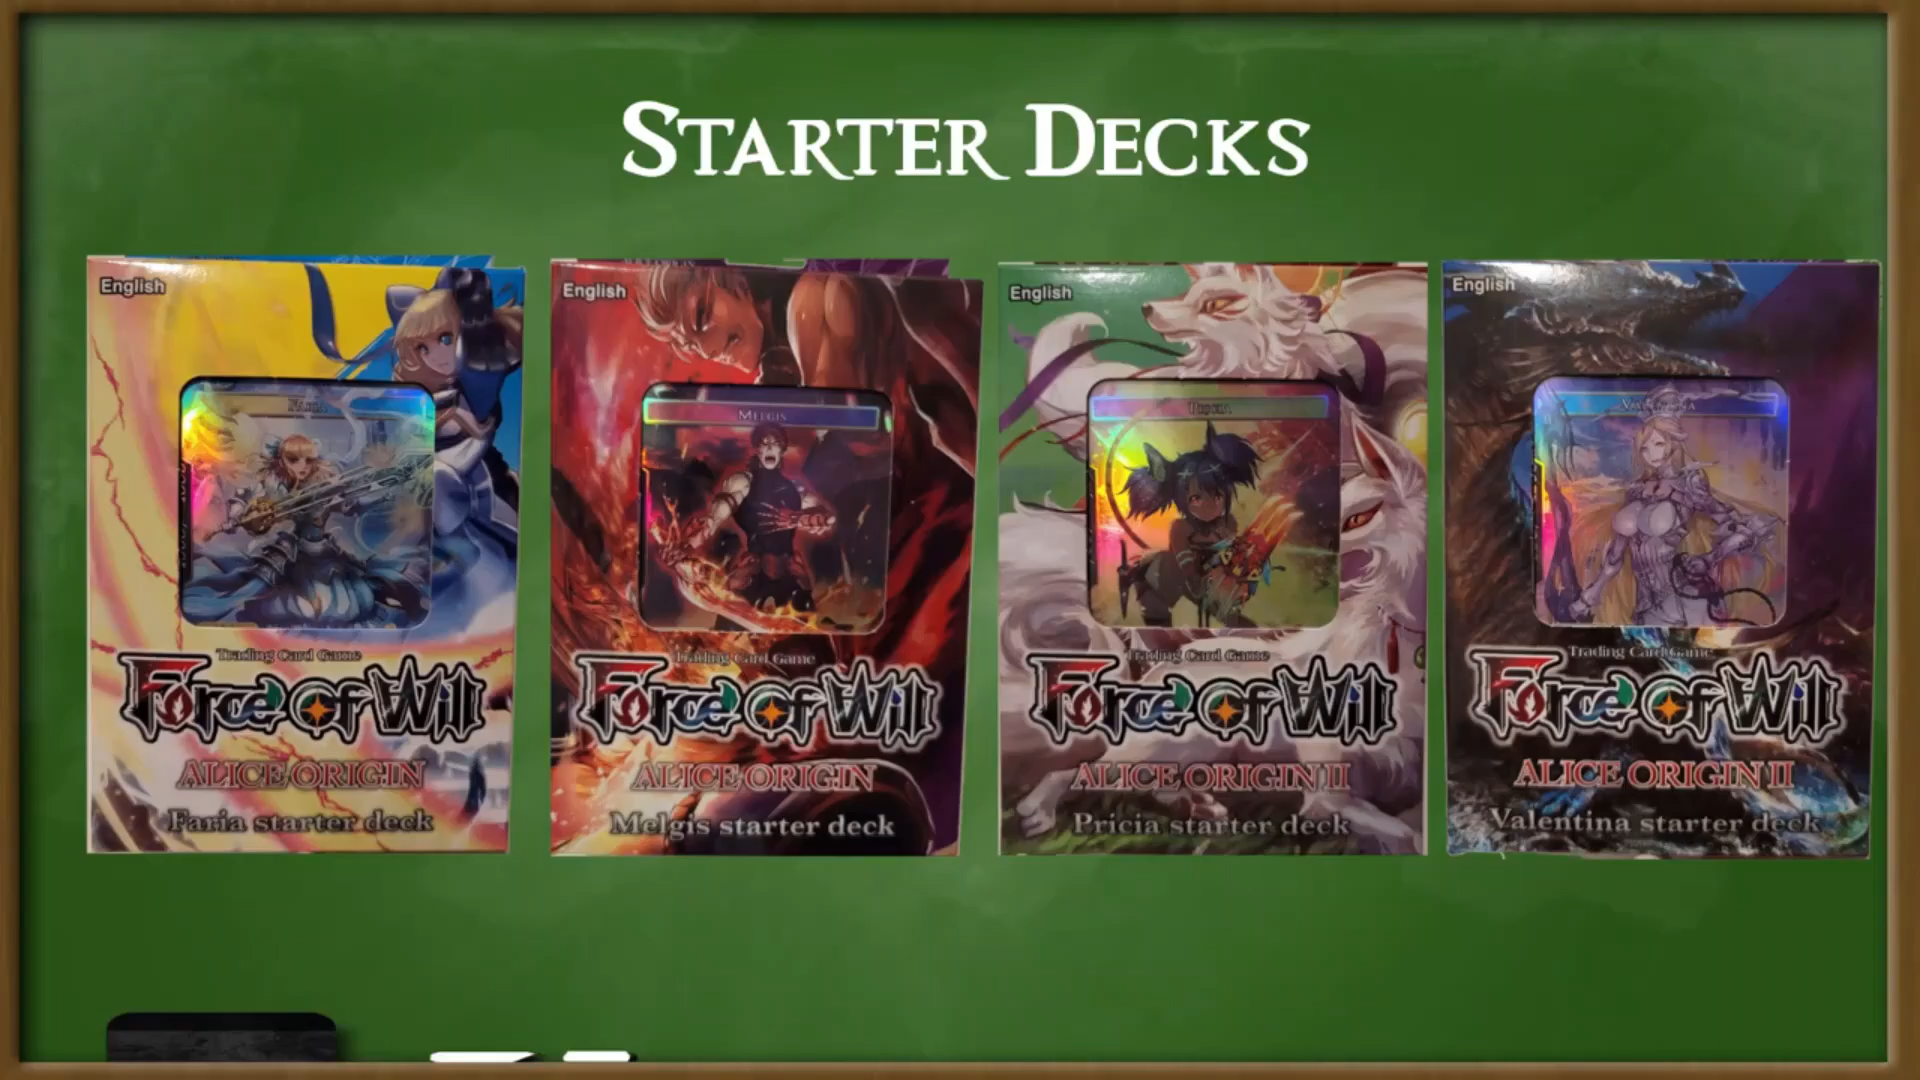 STARTER DECKS
English
Trading Card Game
Force of Will
ALICE ORIGIN
Faria starter deck
English
MELGIS
Trading Card Game
Force of Will
ALICE ORIGIN
Melgis starter deck
English
Trading Card Game
Force of Will
ALICE ORIGIN II
Pricia starter deck
English
Trading Card Game
Force of Will
ALICE ORIGIN II
Valentina starter deck